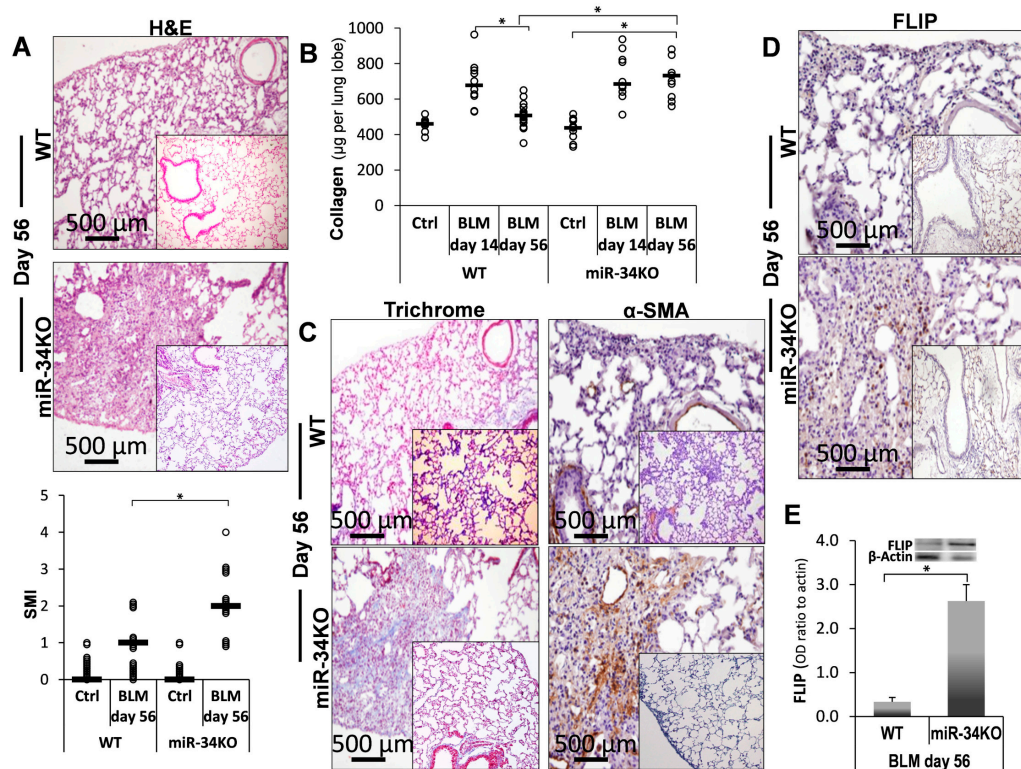 A
H&E
WT
500 µm
Day 56
miR-34KO
500 µm
SMI
5
4
3
2
1
0
*
Ctrl
BLM
day 56
Ctrl
BLM
day 56
WT
miR-34KO
B
Collagen (µg per lung lobe)
1000
800
600
400
200
0
*
*
*
Ctrl
BLM
day 14
BLM
day 56
Ctrl
BLM
day 14
BLM
day 56
WT
miR-34KO
C
Trichrome
α-SMA
WT
500 µm
500 µm
Day 56
miR-34KO
500 µm
500 µm
D
FLIP
WT
500 µm
Day 56
miR-34KO
500 µm
E
FLIP
β-Actin
FLIP (OD ratio to actin)
4.0
3.0
2.0
1.0
0.0
*
WT
miR-34KO
BLM day 56